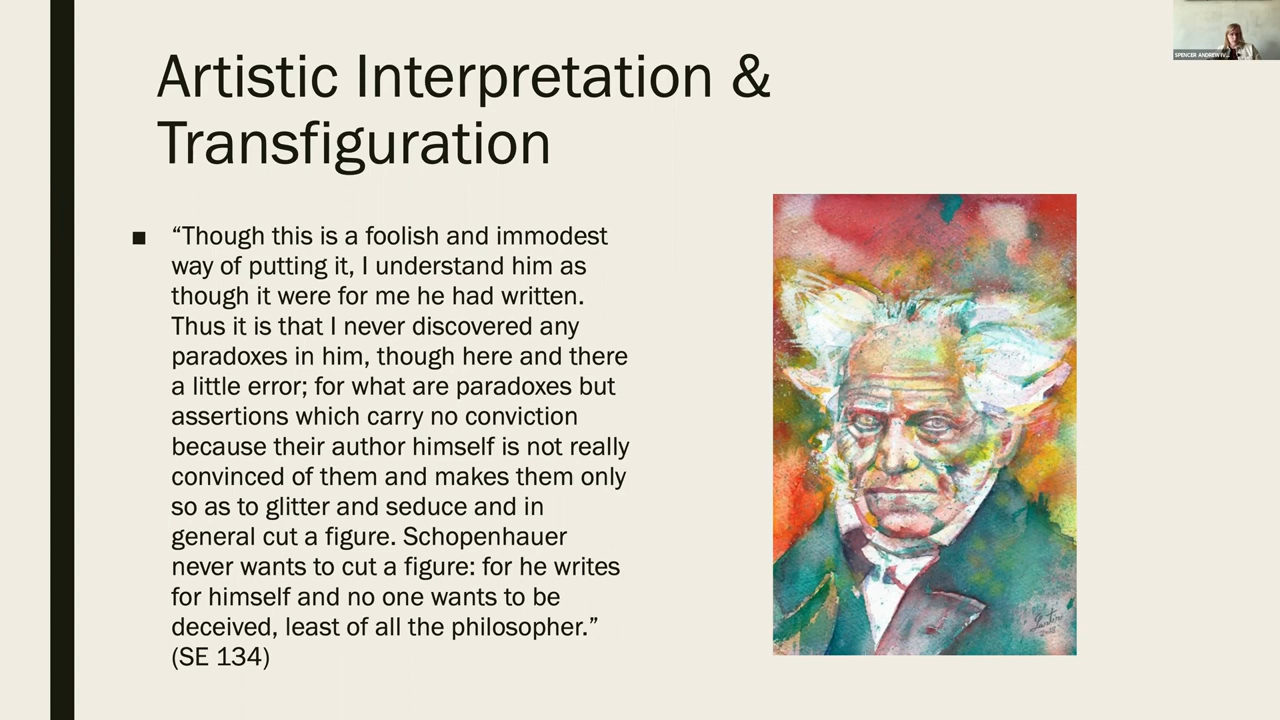 SPENCER ANDREW
Artistic Interpretation &
Transfiguration
■ “Though this is a foolish and immodest
way of putting it, I understand him as
though it were for me he had written.
Thus it is that I never discovered any
paradoxes in him, though here and there
a little error; for what are paradoxes but
assertions which carry no conviction
because their author himself is not really
convinced of them and makes them only
so as to glitter and seduce and in
general cut a figure. Schopenhauer
never wants to cut a figure: for he writes
for himself and no one wants to be
deceived, least of all the philosopher.”
(SE 134)